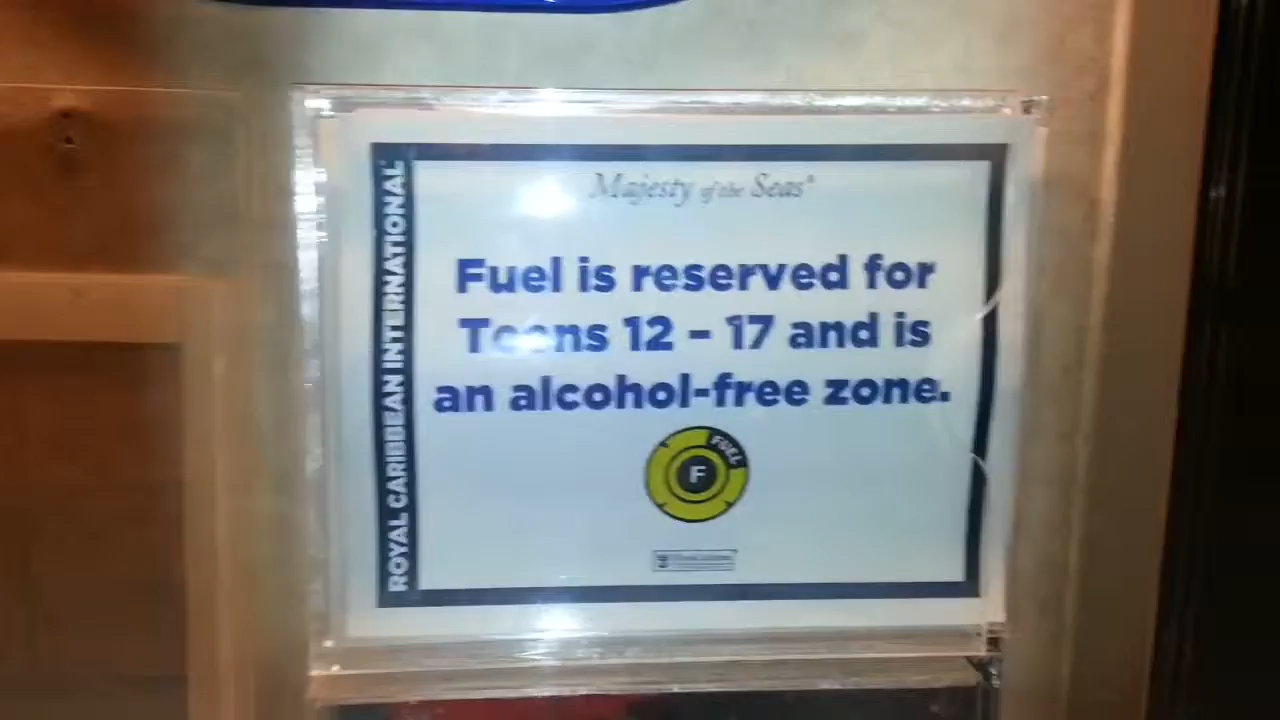 Majesty of the Seas®
ROYAL CARIBBEAN INTERNATIONAL®
Fuel is reserved for
Teens 12 – 17 and is
an alcohol-free zone.
FUEL
F